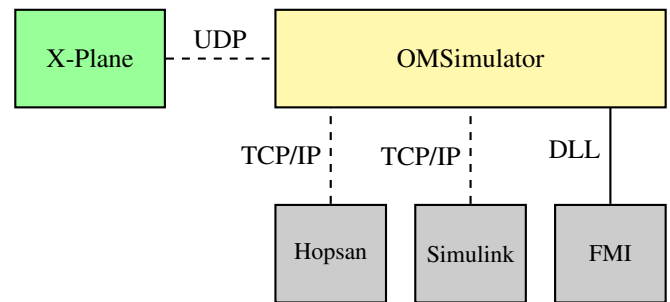 X-Plane
UDP
OMSimulator
TCP/IP
TCP/IP
DLL
Hopsan
Simulink
FMI